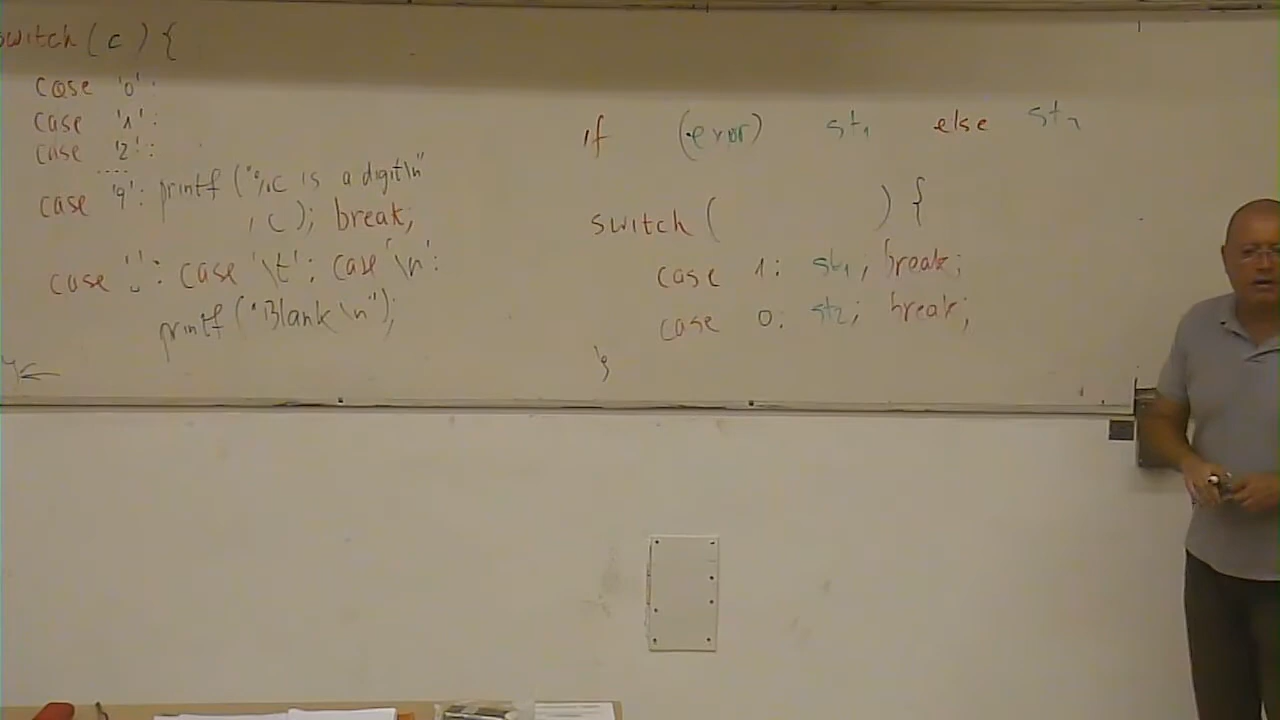 switch (c) {
case '0':
case '1':
case '2':
....
case '9': printf ("%c is a digit\n"
, c); break;
case ' ': case '\t': case '\n':
printf ("Blank\n");
}
if (error) st1 else st2
switch ( ) {
case 1: st1; break;
case 0: st2; break;
}